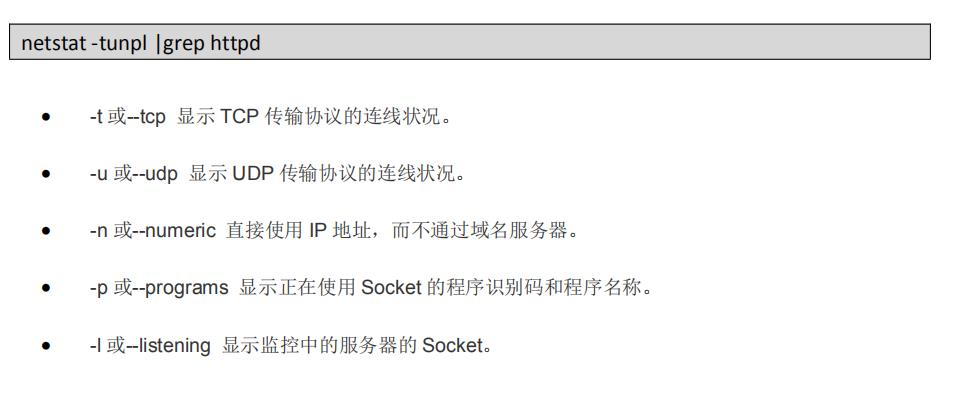 netstat -tunpl |grep httpd
● -t 或--tcp 显示 TCP 传输协议的连线状况。
● -u 或--udp 显示 UDP 传输协议的连线状况。
● -n 或--numeric 直接使用 IP 地址，而不通过域名服务器。
● -p 或--programs 显示正在使用 Socket 的程序识别码和程序名称。
● -l 或--listening 显示监控中的服务器的 Socket。